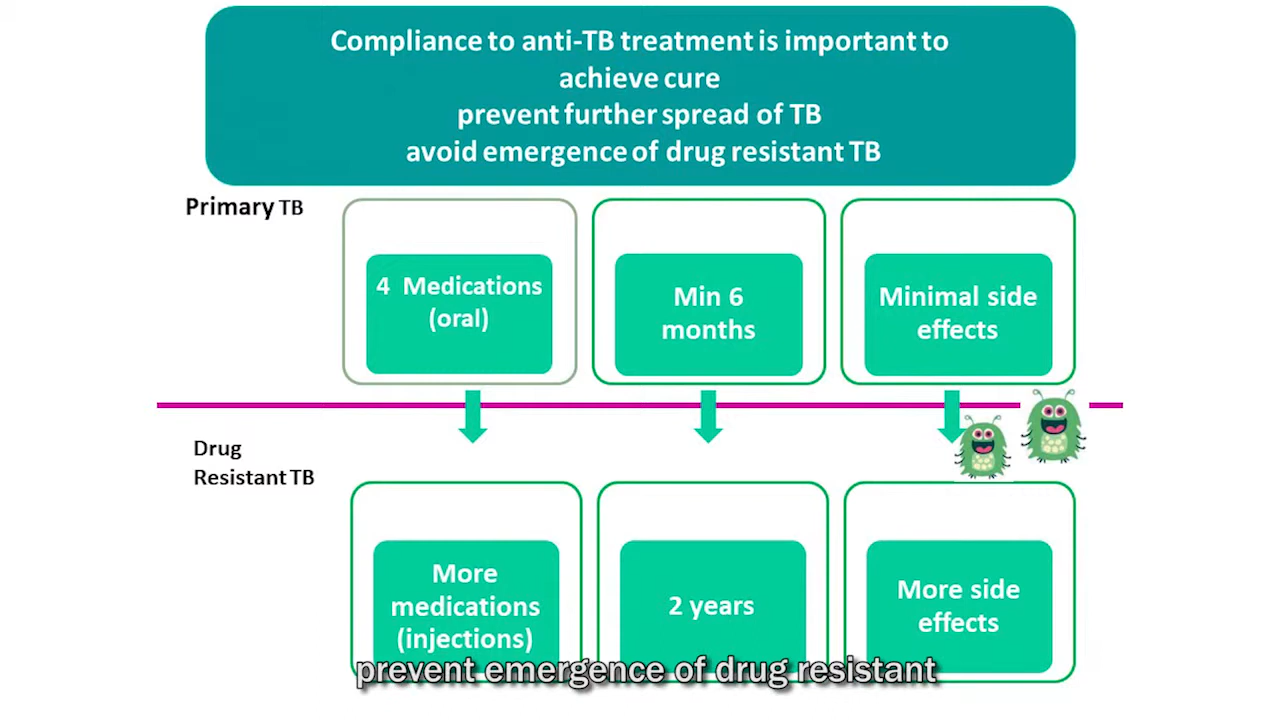 Compliance to anti-TB treatment is important to
achieve cure
prevent further spread of TB
avoid emergence of drug resistant TB
Primary TB
4 Medications
(oral)
Min 6
months
Minimal side
effects
Drug
Resistant TB
More
medications
(injections)
2 years
More side
effects
prevent emergence of drug resistant